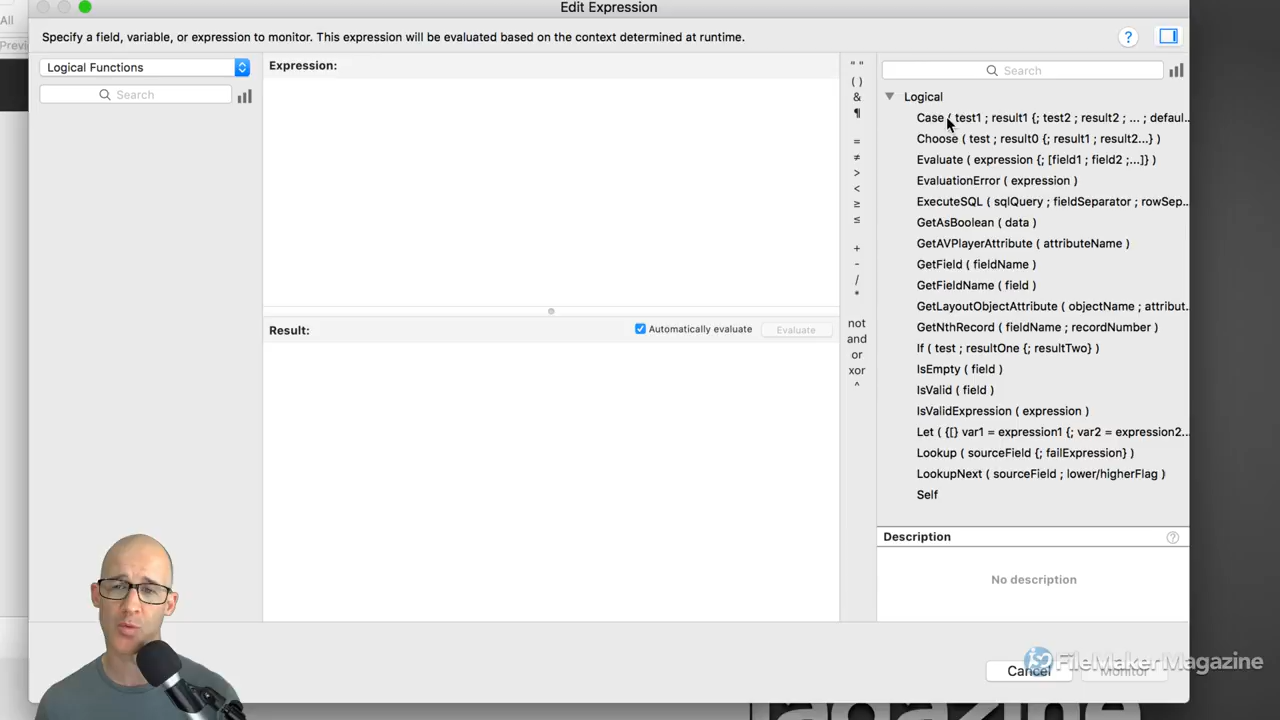 All
Previ
Edit Expression
Specify a field, variable, or expression to monitor. This expression will be evaluated based on the context determined at runtime.
?
Logical Functions
Search
Expression:
Result:
Automatically evaluate
Evaluate
" "
( )
&
¶
=
≠
>
<
≥
≤
+
-
/
*
not
and
or
xor
^
Search
Logical
Case ( test1 ; result1 {; test2 ; result2 ; ... ; defaul...
Choose ( test ; result0 {; result1 ; result2...} )
Evaluate ( expression {; [field1 ; field2 ;...]} )
EvaluationError ( expression )
ExecuteSQL ( sqlQuery ; fieldSeparator ; rowSep...
GetAsBoolean ( data )
GetAVPlayerAttribute ( attributeName )
GetField ( fieldName )
GetFieldName ( field )
GetLayoutObjectAttribute ( objectName ; attribut...
GetNthRecord ( fieldName ; recordNumber )
If ( test ; resultOne {; resultTwo} )
IsEmpty ( field )
IsValid ( field )
IsValidExpression ( expression )
Let ( {[} var1 = expression1 {; var2 = expression2...
Lookup ( sourceField {; failExpression} )
LookupNext ( sourceField ; lower/higherFlag )
Self
Description
?
No description
Cancel
Monitor
FileMakerMagazine